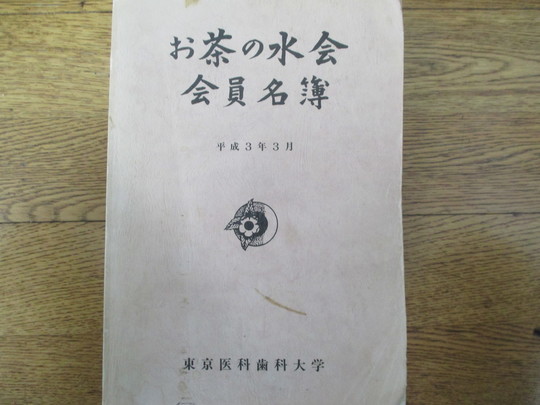 お茶の水会
会員名簿
平成3年3月
東京医科歯科大学